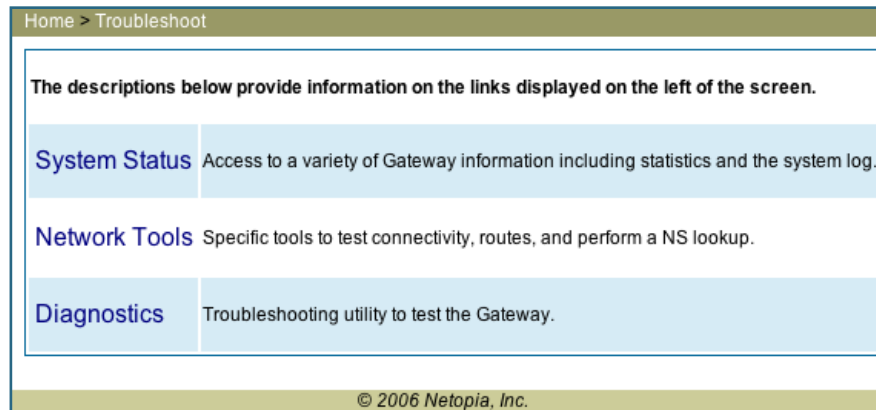 Home > Troubleshoot
The descriptions below provide information on the links displayed on the left of the screen.
System Status Access to a variety of Gateway information including statistics and the system log.
Network Tools Specific tools to test connectivity, routes, and perform a NS lookup.
Diagnostics Troubleshooting utility to test the Gateway.
© 2006 Netopia, Inc.